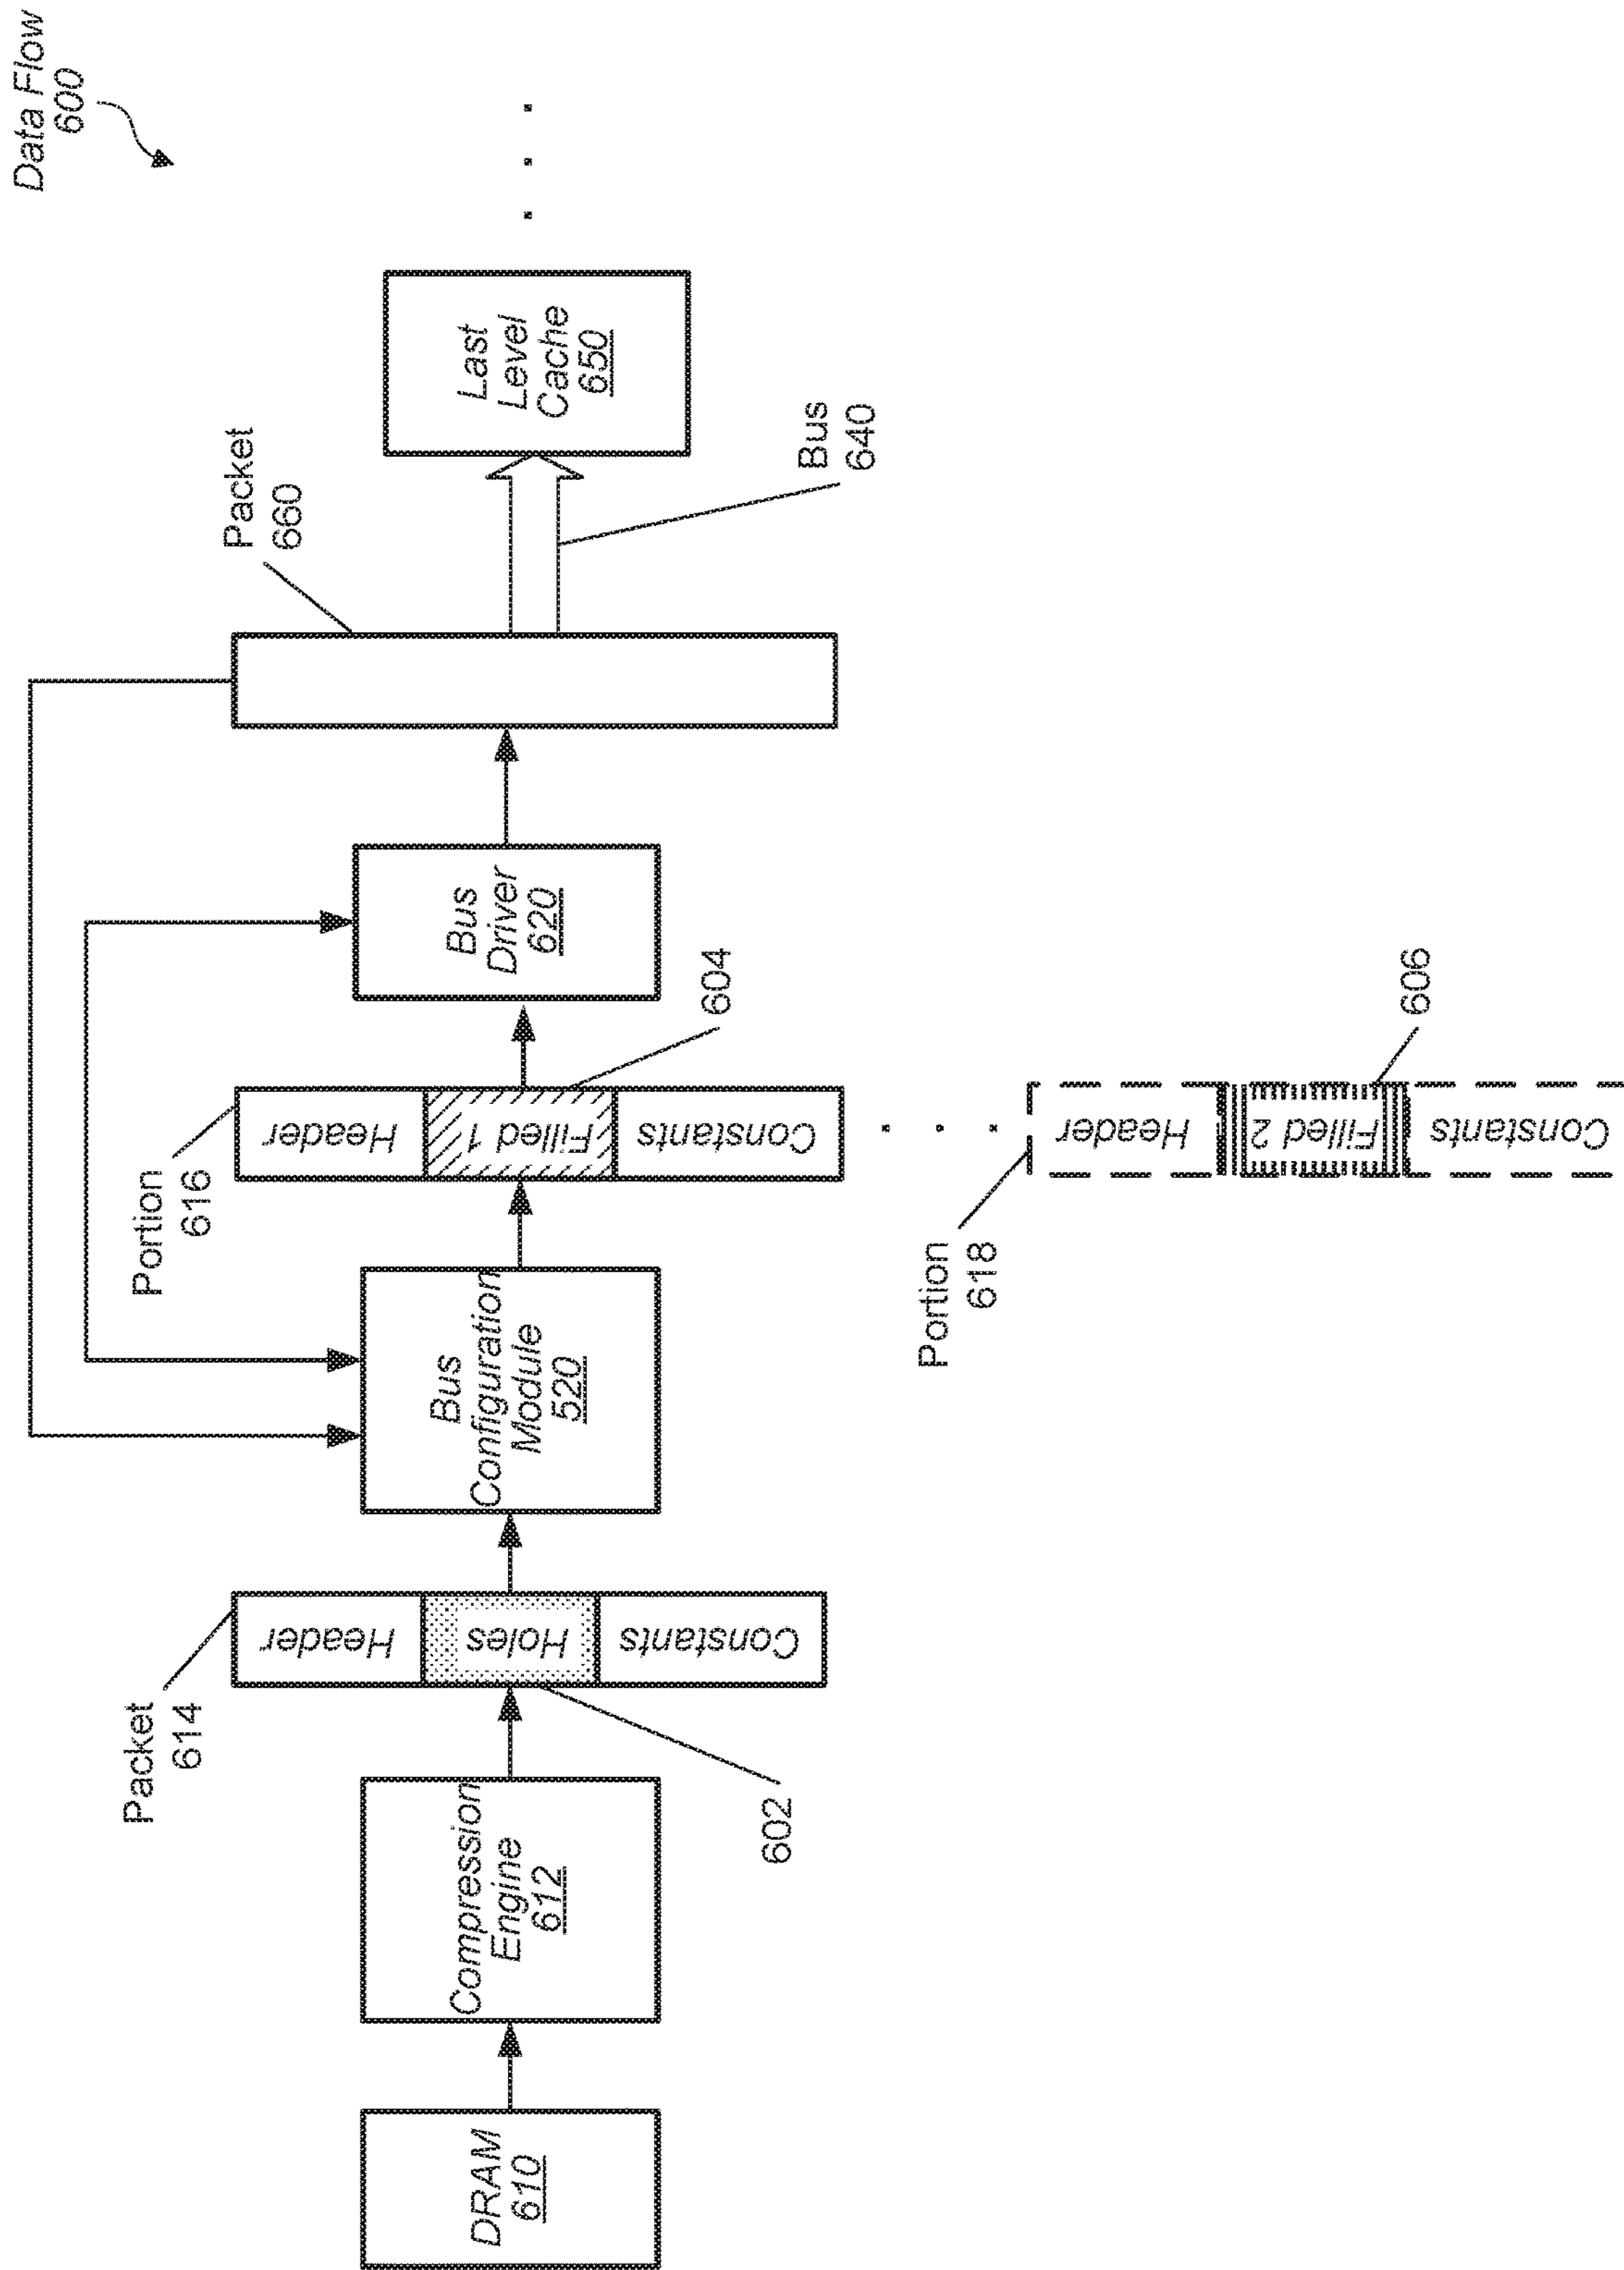 Data Flow
600
DRAM
610
Compression
Engine
612
Packet
614
Header
Holes
Constants
602
Bus
Configuration
Module
520
Portion
616
Header
Filled 1
Constants
604
. . .
Portion
618
Header
Filled 2
Constants
606
Bus
Driver
620
Packet
660
Bus
640
Last
Level
Cache
650
. . .